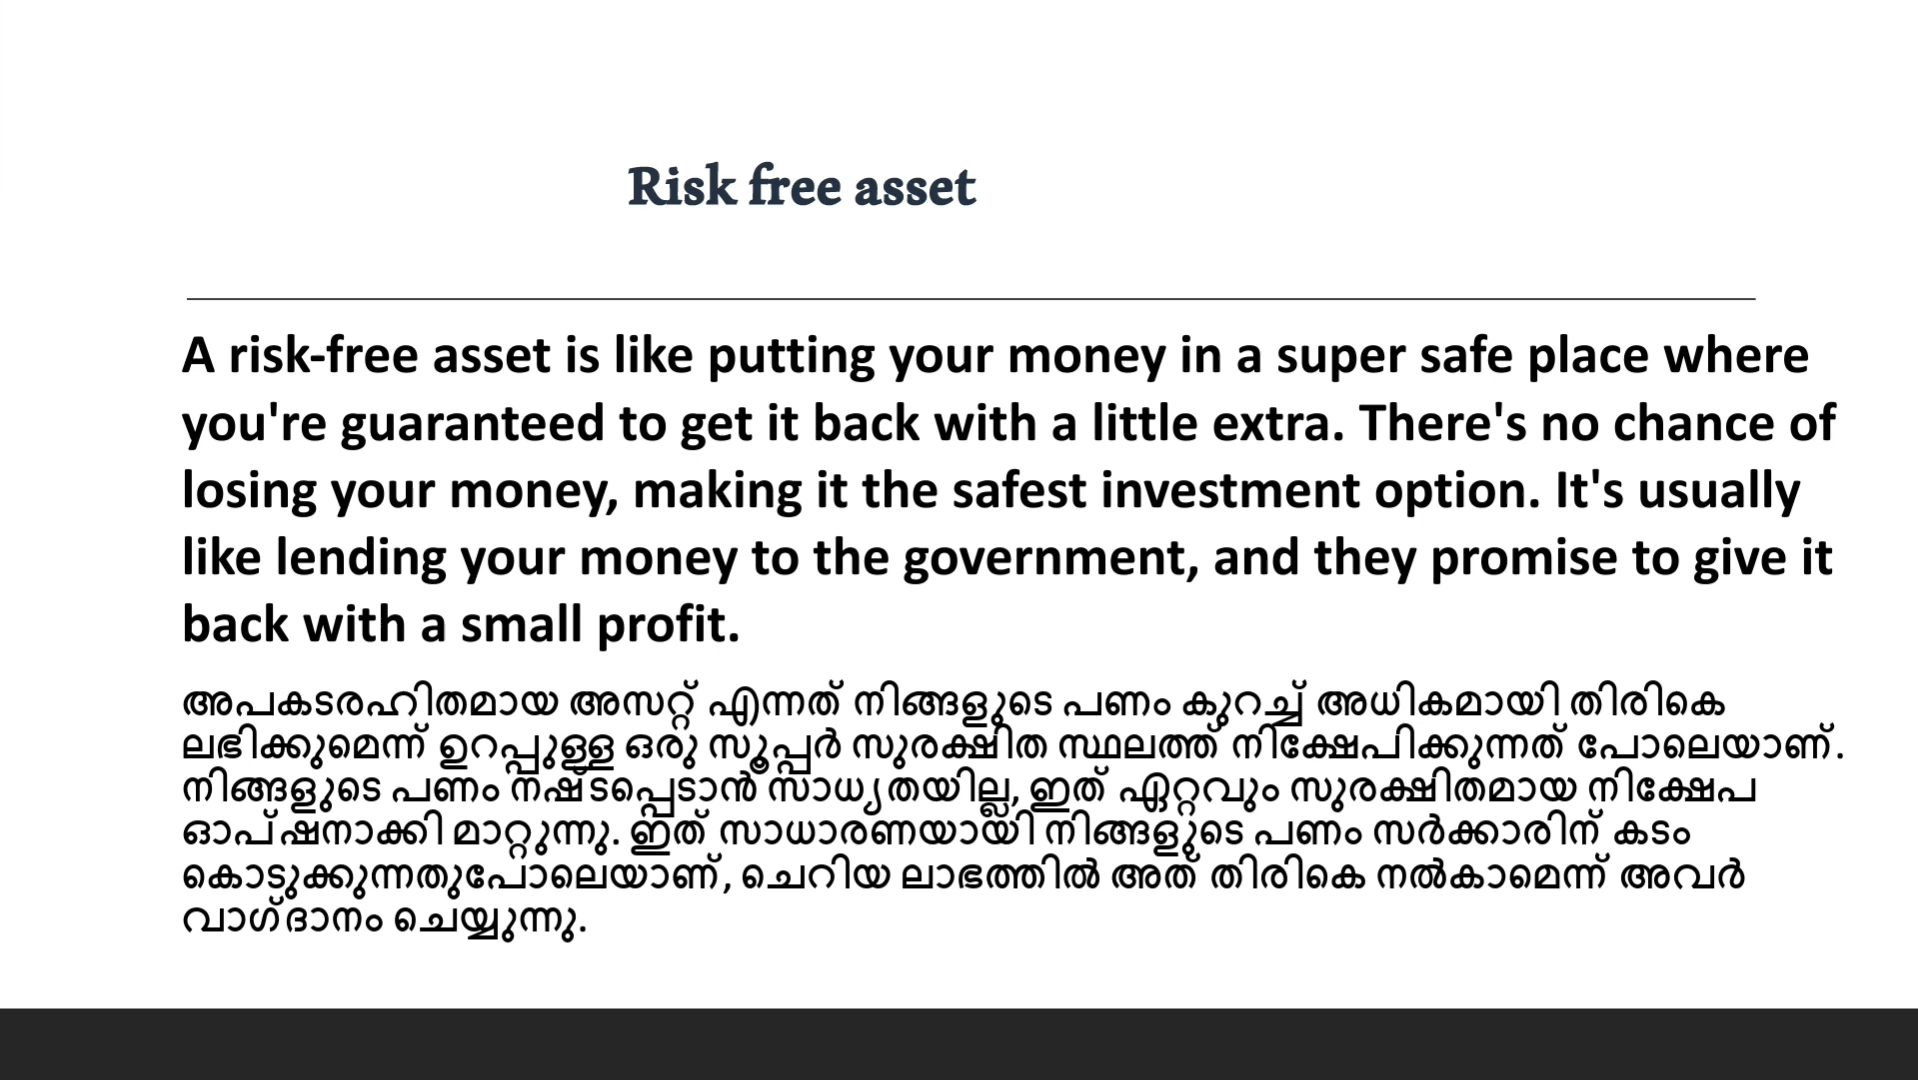 Risk free asset
A risk-free asset is like putting your money in a super safe place where
you're guaranteed to get it back with a little extra. There's no chance of
losing your money, making it the safest investment option. It's usually
like lending your money to the government, and they promise to give it
back with a small profit.
അപകടരഹിതമായ അസറ്റ് എന്നത് നിങ്ങളുടെ പണം കുറച്ച് അധികമായി തിരികെ
ലഭിക്കുമെന്ന് ഉറപ്പുള്ള ഒരു സൂപ്പർ സുരക്ഷിത സ്ഥലത്ത് നിക്ഷേപിക്കുന്നത് പോലെയാണ്.
നിങ്ങളുടെ പണം നഷ്‌ടപ്പെടാൻ സാധ്യതയില്ല, ഇത് ഏറ്റവും സുരക്ഷിതമായ നിക്ഷേപ
ഓപ്‌ഷനാക്കി മാറ്റുന്നു. ഇത് സാധാരണയായി നിങ്ങളുടെ പണം സർക്കാരിന് കടം
കൊടുക്കുന്നതുപോലെയാണ്, ചെറിയ ലാഭത്തിൽ അത് തിരികെ നൽകാമെന്ന് അവർ
വാഗ്ദാനം ചെയ്യുന്നു.